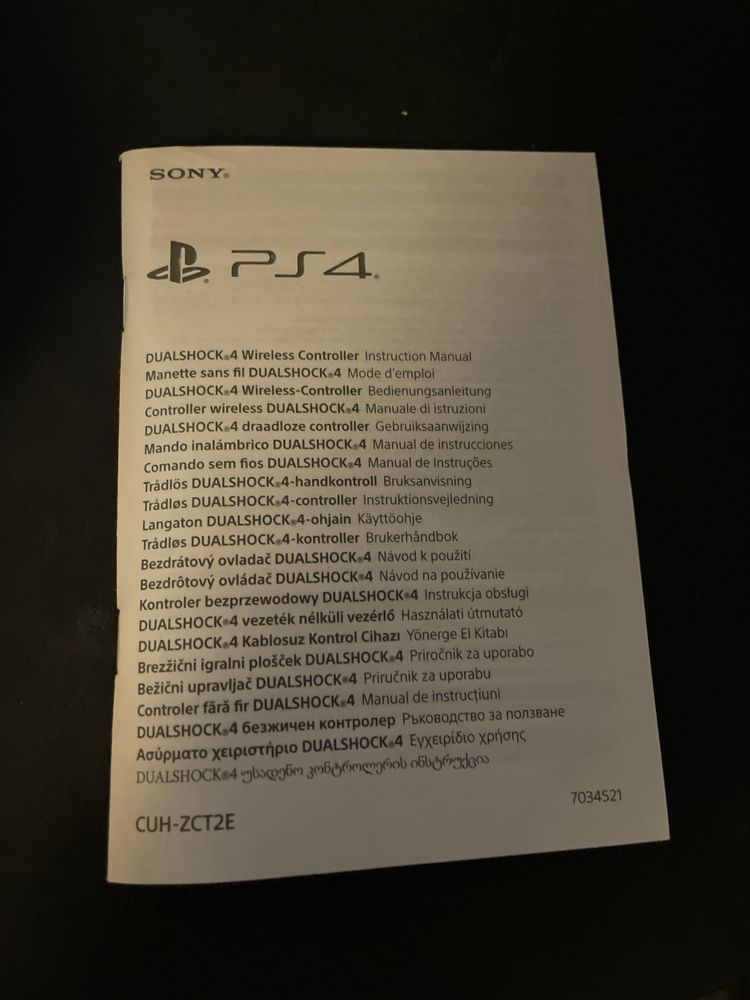 SONY®
PS4®
DUALSHOCK®4 Wireless Controller Instruction Manual
Manette sans fil DUALSHOCK®4 Mode d'emploi
DUALSHOCK®4 Wireless-Controller Bedienungsanleitung
Controller wireless DUALSHOCK®4 Manuale di istruzioni
DUALSHOCK®4 draadloze controller Gebruiksaanwijzing
Mando inalámbrico DUALSHOCK®4 Manual de instrucciones
Comando sem fios DUALSHOCK®4 Manual de Instruções
Trådlös DUALSHOCK®4-handkontroll Bruksanvisning
Trådløs DUALSHOCK®4-controller Instruktionsvejledning
Langaton DUALSHOCK®4-ohjain Käyttöohje
Trådløs DUALSHOCK®4-kontroller Brukerhåndbok
Bezdrátový ovladač DUALSHOCK®4 Návod k použití
Bezdrôtový ovládač DUALSHOCK®4 Návod na používanie
Kontroler bezprzewodowy DUALSHOCK®4 Instrukcja obsługi
DUALSHOCK®4 vezeték nélküli vezérlő Használati útmutató
DUALSHOCK®4 Kablosuz Kontrol Cihazı Yönerge El Kitabı
Brezžični igralni plošček DUALSHOCK®4 Priročnik za uporabo
Bežični upravljač DUALSHOCK®4 Priručnik za uporabu
Controler fără fir DUALSHOCK®4 Manual de instrucțiuni
DUALSHOCK®4 безжичен контролер Ръководство за ползване
Ασύρματο χειριστήριο DUALSHOCK®4 Εγχειρίδιο χρήσης
DUALSHOCK®4 უსადენო კონტროლერის ინსტრუქცია
7034521
CUH-ZCT2E